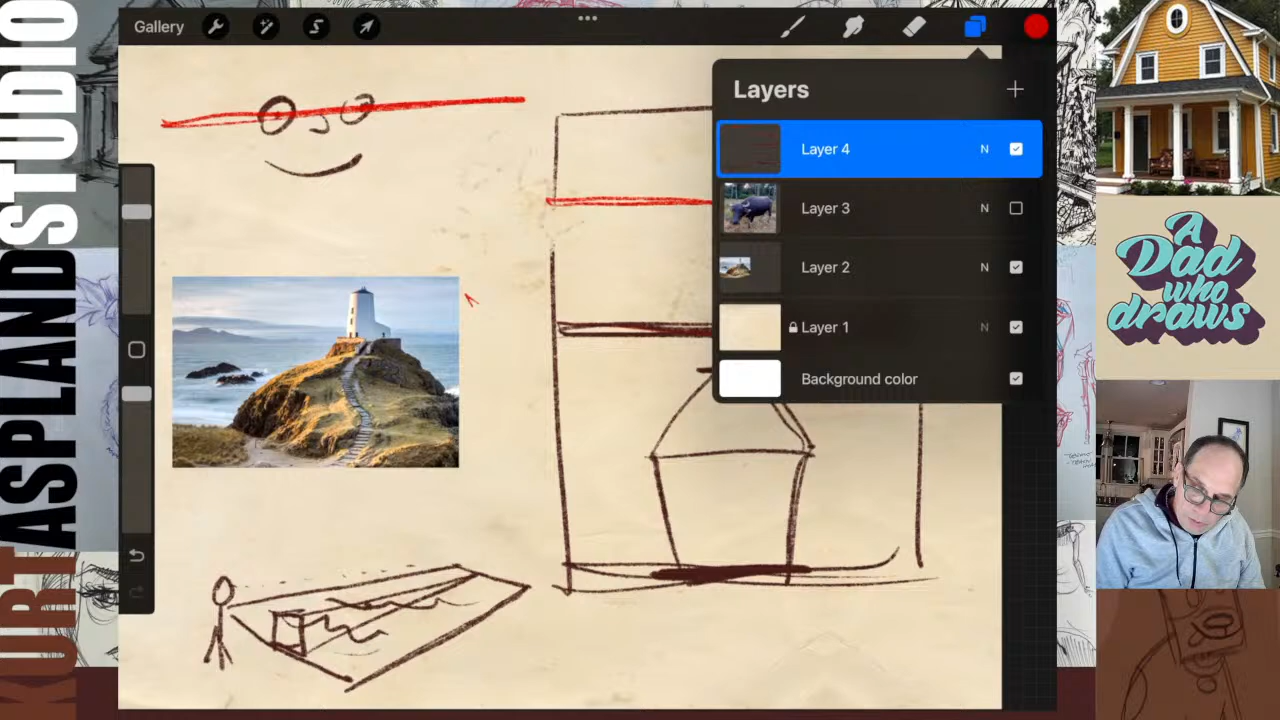 KURT ASPLAND STUDIO
Gallery
Layers
Layer 4
N
Layer 3
N
Layer 2
N
Layer 1
N
Background color
A
Dad
who
draws